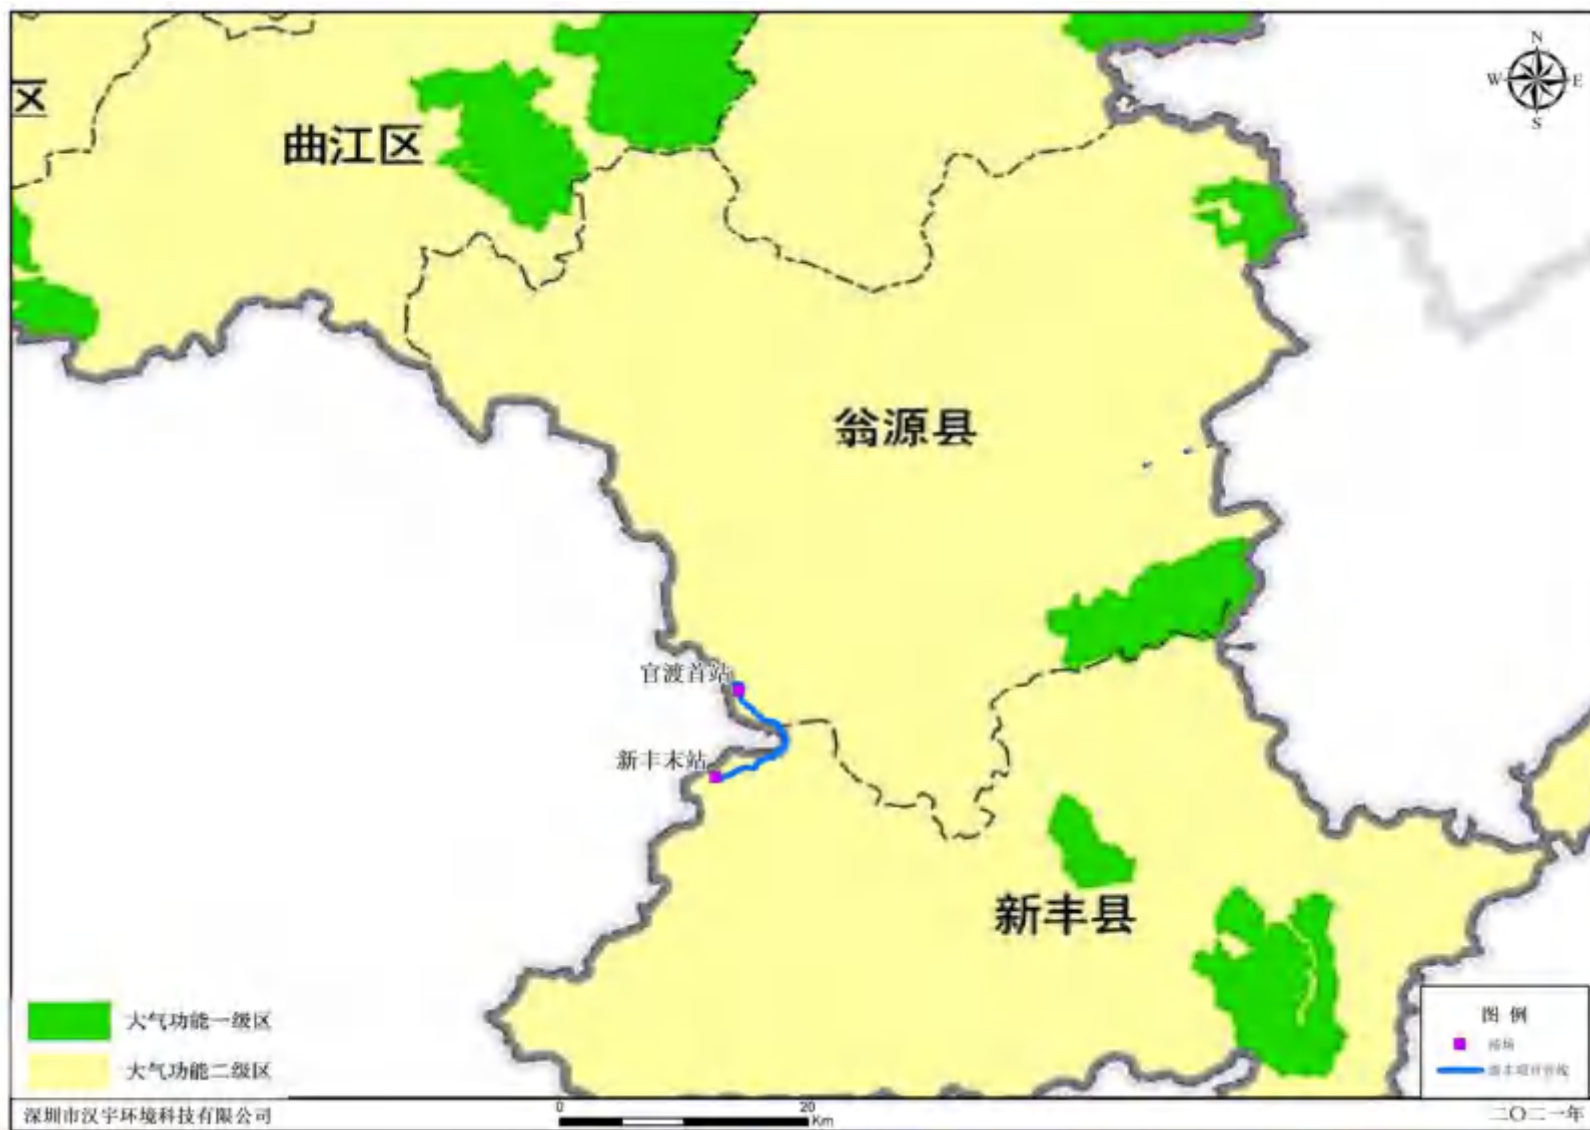 N
W
E
S
区
曲江区
翁源县
官渡首站
新丰末站
新丰县
大气功能一级区
大气功能二级区
图 例
深圳市汉宇环境科技有限公司
0
20
Km
二〇二一年